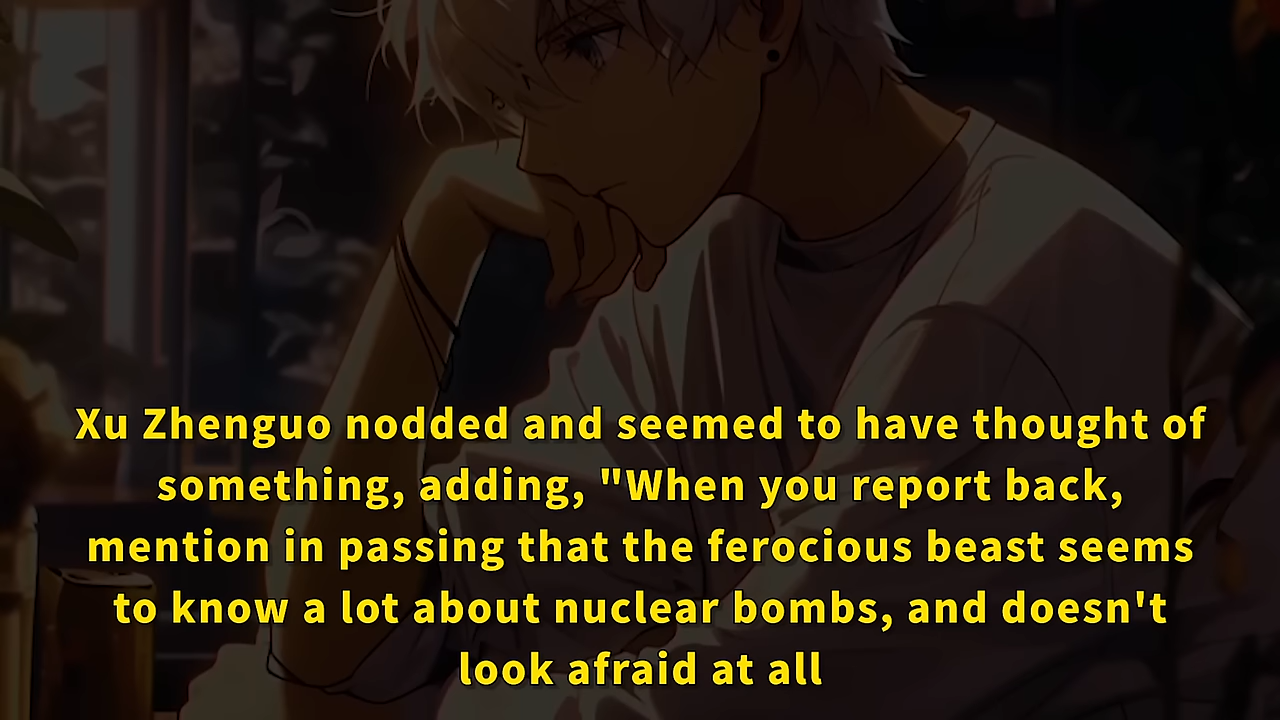 Xu Zhenguo nodded and seemed to have thought of
something, adding, "When you report back,
mention in passing that the ferocious beast seems
to know a lot about nuclear bombs, and doesn't
look afraid at all